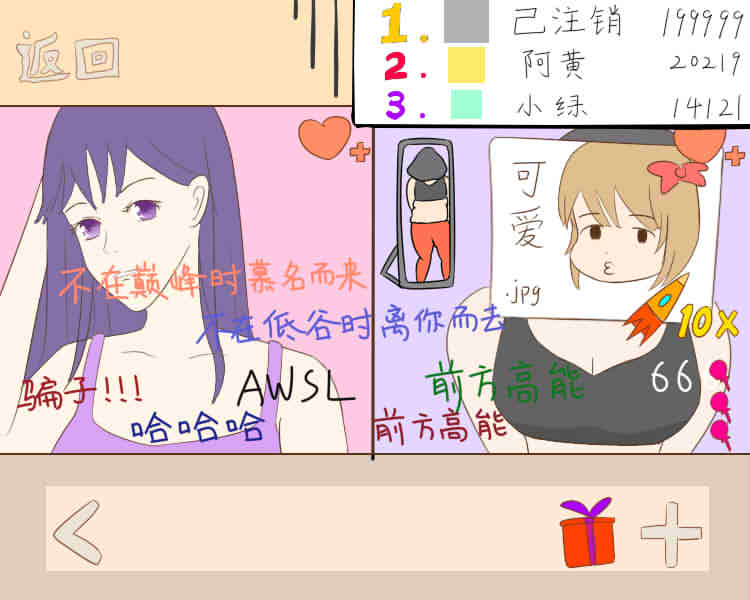 返回
1. 己注销 199999
2. 阿黄 20219
3. 小绿 14121
可爱
.jpg
不在巅峰时慕名而来
不在低谷时离你而去
10x
骗子!!!
AWSL
前方高能
66
哈哈哈
前方高能